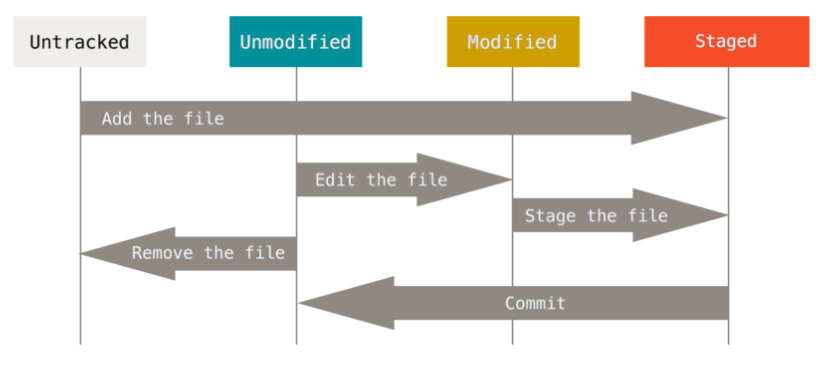 Untracked
Unmodified
Modified
Staged
Add the file
Edit the file
Stage the file
Remove the file
Commit